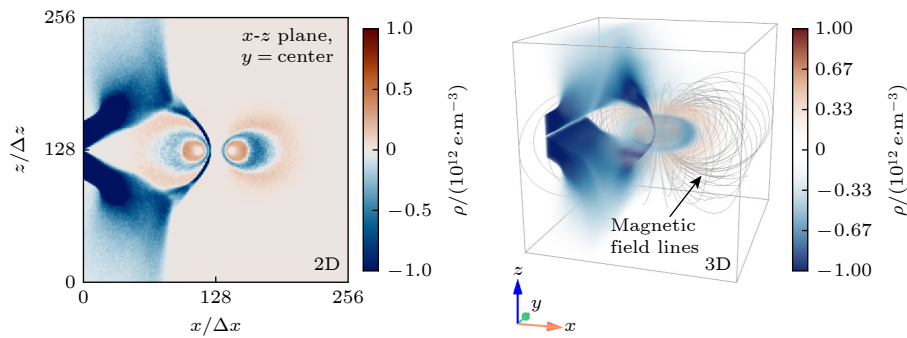 256
128
0
z/Δz
x-z plane,
y = center
2D
0
128
256
x/Δx
1.0
0.5
0
−0.5
−1.0
ρ/(10¹² e·m⁻³)
Magnetic
field lines
3D
z
y
x
1.00
0.67
0.33
0
−0.33
−0.67
−1.00
ρ/(10¹² e·m⁻³)